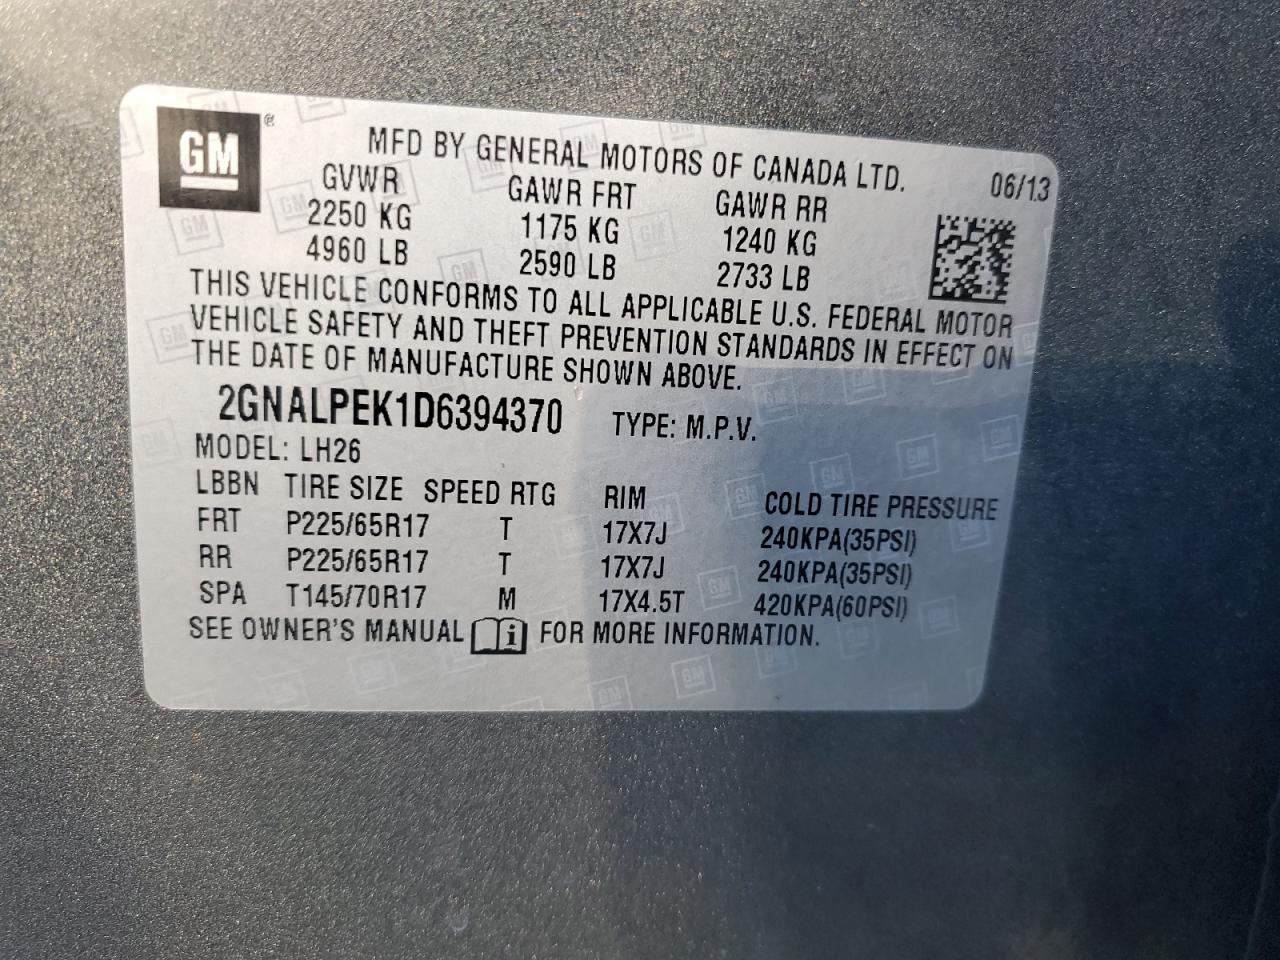 GM ®
MFD BY GENERAL MOTORS OF CANADA LTD.
06/13
GVWR GAWR FRT GAWR RR
2250 KG 1175 KG 1240 KG
4960 LB 2590 LB 2733 LB
THIS VEHICLE CONFORMS TO ALL APPLICABLE U.S. FEDERAL MOTOR
VEHICLE SAFETY AND THEFT PREVENTION STANDARDS IN EFFECT ON
THE DATE OF MANUFACTURE SHOWN ABOVE.
2GNALPEK1D6394370 TYPE: M.P.V.
MODEL: LH26
LBBN TIRE SIZE SPEED RTG RIM COLD TIRE PRESSURE
FRT P225/65R17 T 17X7J 240KPA(35PSI)
RR P225/65R17 T 17X7J 240KPA(35PSI)
SPA T145/70R17 M 17X4.5T 420KPA(60PSI)
SEE OWNER'S MANUAL i FOR MORE INFORMATION.